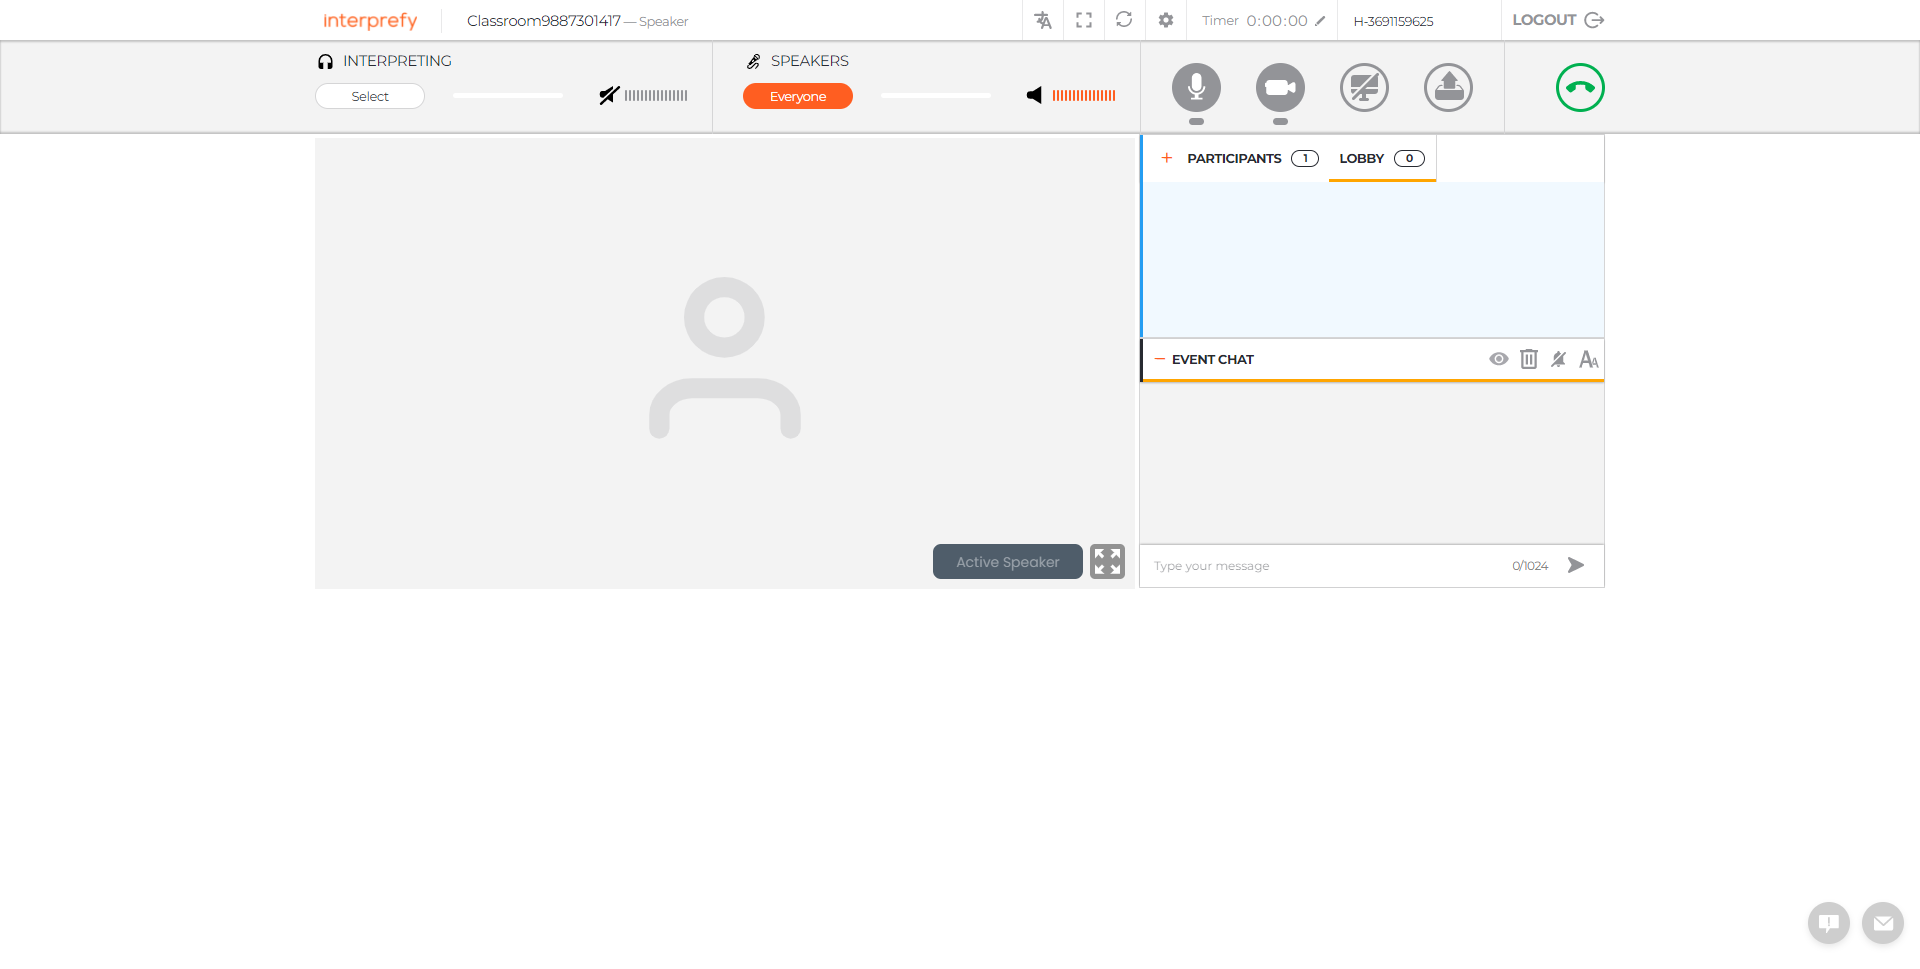 interprefy
Classroom9887301417 — Speaker
Timer 0:00:00
H-3691159625
LOGOUT
INTERPRETING
SPEAKERS
Select
Everyone
PARTICIPANTS 1
LOBBY 0
EVENT CHAT
Active Speaker
Type your message
0/1024